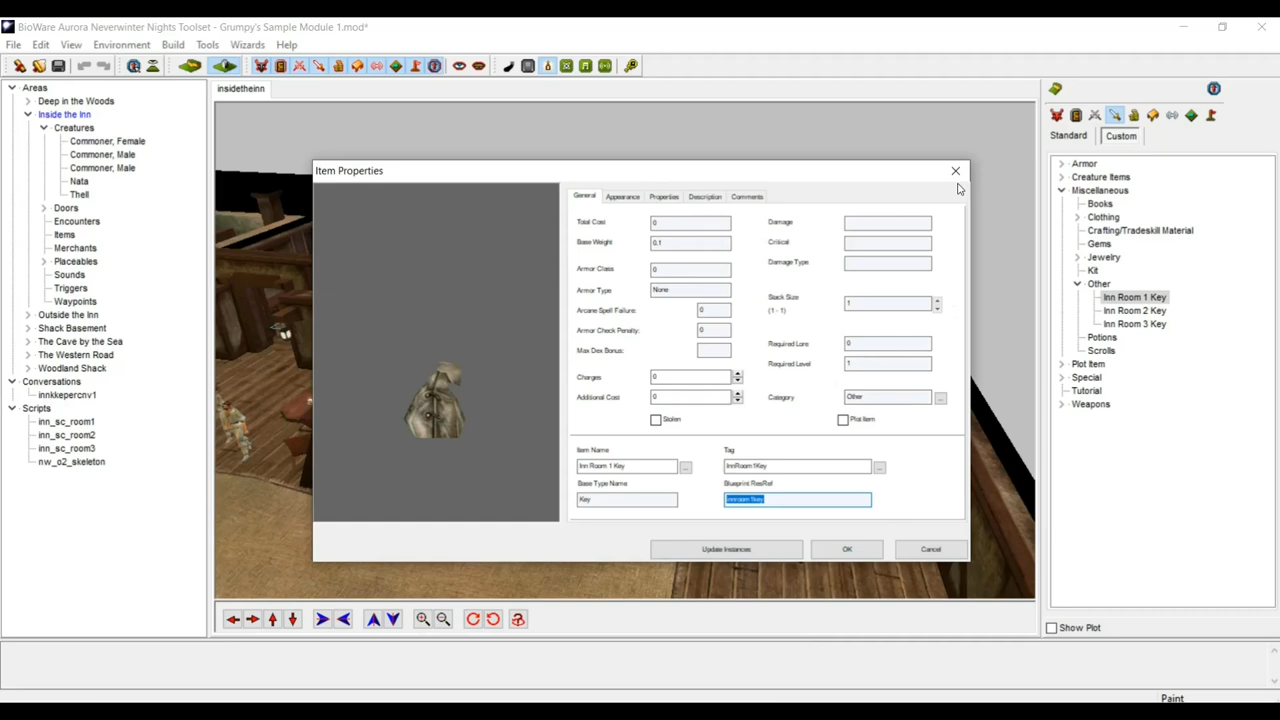 BioWare Aurora Neverwinter Nights Toolset - Grumpy's Sample Module 1.mod*
File Edit View Environment Build Tools Wizards Help
Areas
Deep in the Woods
Inside the Inn
Creatures
Commoner, Female
Commoner, Male
Commoner, Male
Nata
Thell
Doors
Encounters
Items
Merchants
Placeables
Sounds
Triggers
Waypoints
Outside the Inn
Shack Basement
The Cave by the Sea
The Western Road
Woodland Shack
Conversations
innkkepercnv1
Scripts
inn_sc_room1
inn_sc_room2
inn_sc_room3
nw_o2_skeleton
insidetheinn
Item Properties
General Appearance Properties Description Comments
Total Cost 0 Damage
Base Weight 0.1 Critical
Damage Type
Armor Class 0
Armor Type None
Stack Size 1
(1 - 1)
Arcane Spell Failure: 0
Armor Check Penalty: 0
Max Dex Bonus:
Required Lore 0
Required Level 1
Charges 0
Additional Cost 0 Category Other ...
Stolen Plot Item
Item Name Tag
Inn Room 1 Key ... InnRoom1Key ...
Base Type Name Blueprint ResRef
Key innroom1key
Update Instances OK Cancel
Standard Custom
Armor
Creature Items
Miscellaneous
Books
Clothing
Crafting/Tradeskill Material
Gems
Jewelry
Kit
Other
Inn Room 1 Key
Inn Room 2 Key
Inn Room 3 Key
Potions
Scrolls
Plot Item
Special
Tutorial
Weapons
Show Plot
Paint